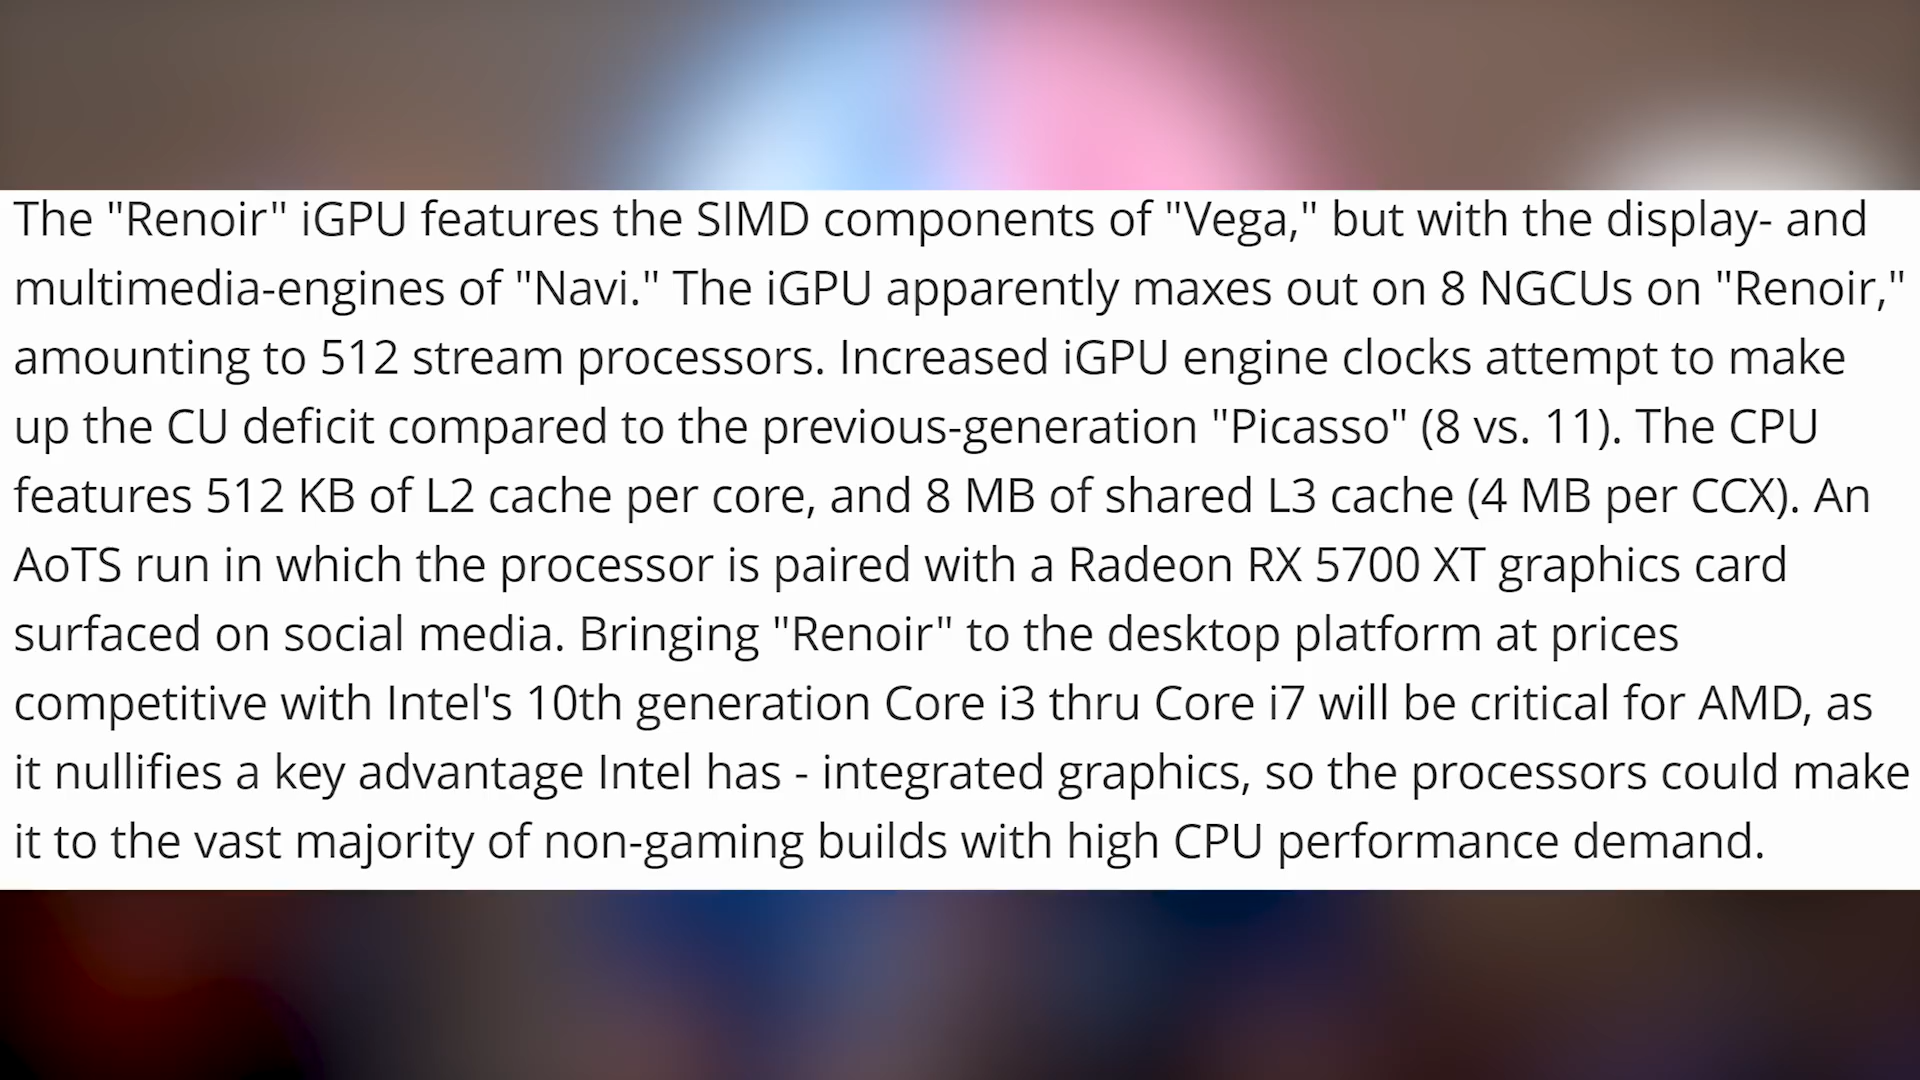 The "Renoir" iGPU features the SIMD components of "Vega," but with the display- and
multimedia-engines of "Navi." The iGPU apparently maxes out on 8 NGCUs on "Renoir,"
amounting to 512 stream processors. Increased iGPU engine clocks attempt to make
up the CU deficit compared to the previous-generation "Picasso" (8 vs. 11). The CPU
features 512 KB of L2 cache per core, and 8 MB of shared L3 cache (4 MB per CCX). An
AoTS run in which the processor is paired with a Radeon RX 5700 XT graphics card
surfaced on social media. Bringing "Renoir" to the desktop platform at prices
competitive with Intel's 10th generation Core i3 thru Core i7 will be critical for AMD, as
it nullifies a key advantage Intel has - integrated graphics, so the processors could make
it to the vast majority of non-gaming builds with high CPU performance demand.